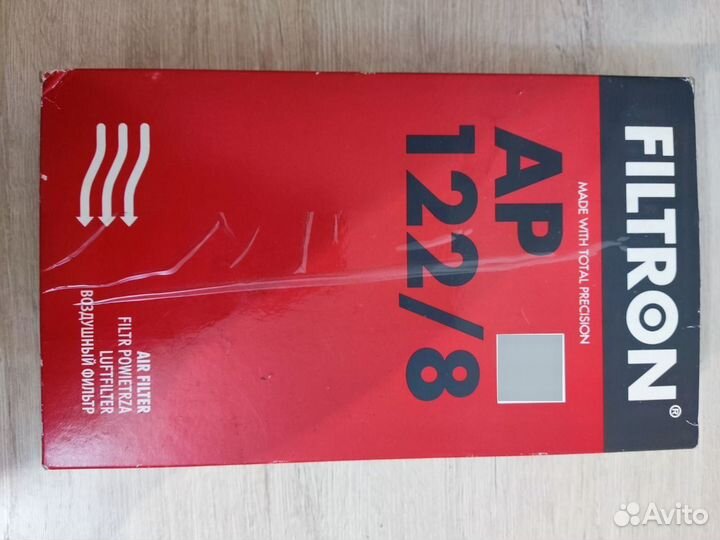 FILTRON®
MADE WITH TOTAL PRECISION
AP
122/8
AIR FILTER
FILTR POWIETRZA
LUFTFILTER
ВОЗДУШНЫЙ ФИЛЬТР
Avito